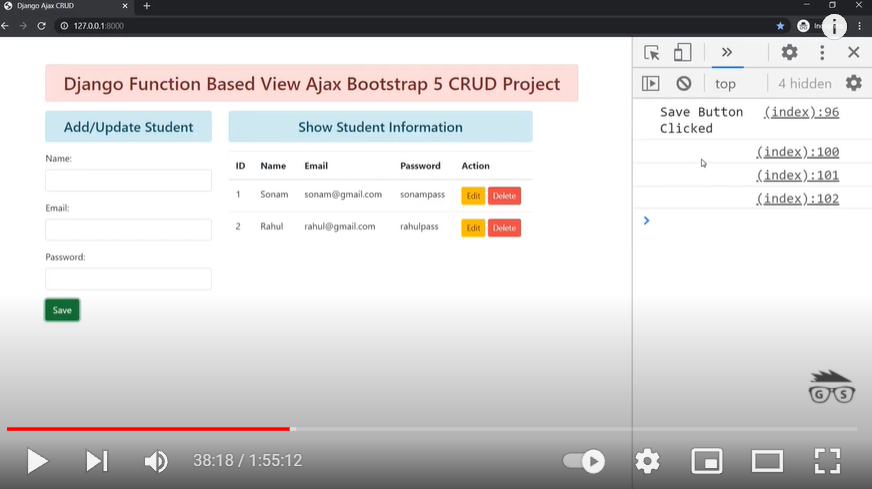 Django Ajax CRUD
127.0.0.1:8000
Django Function Based View Ajax Bootstrap 5 CRUD Project
Add/Update Student
Name:
Email:
Password:
Save
Show Student Information
ID Name Email Password Action
1 Sonam sonam@gmail.com sonampass Edit Delete
2 Rahul rahul@gmail.com rahulpass Edit Delete
top 4 hidden
Save Button (index):96
Clicked
(index):100
(index):101
(index):102
G S
38:18 / 1:55:12